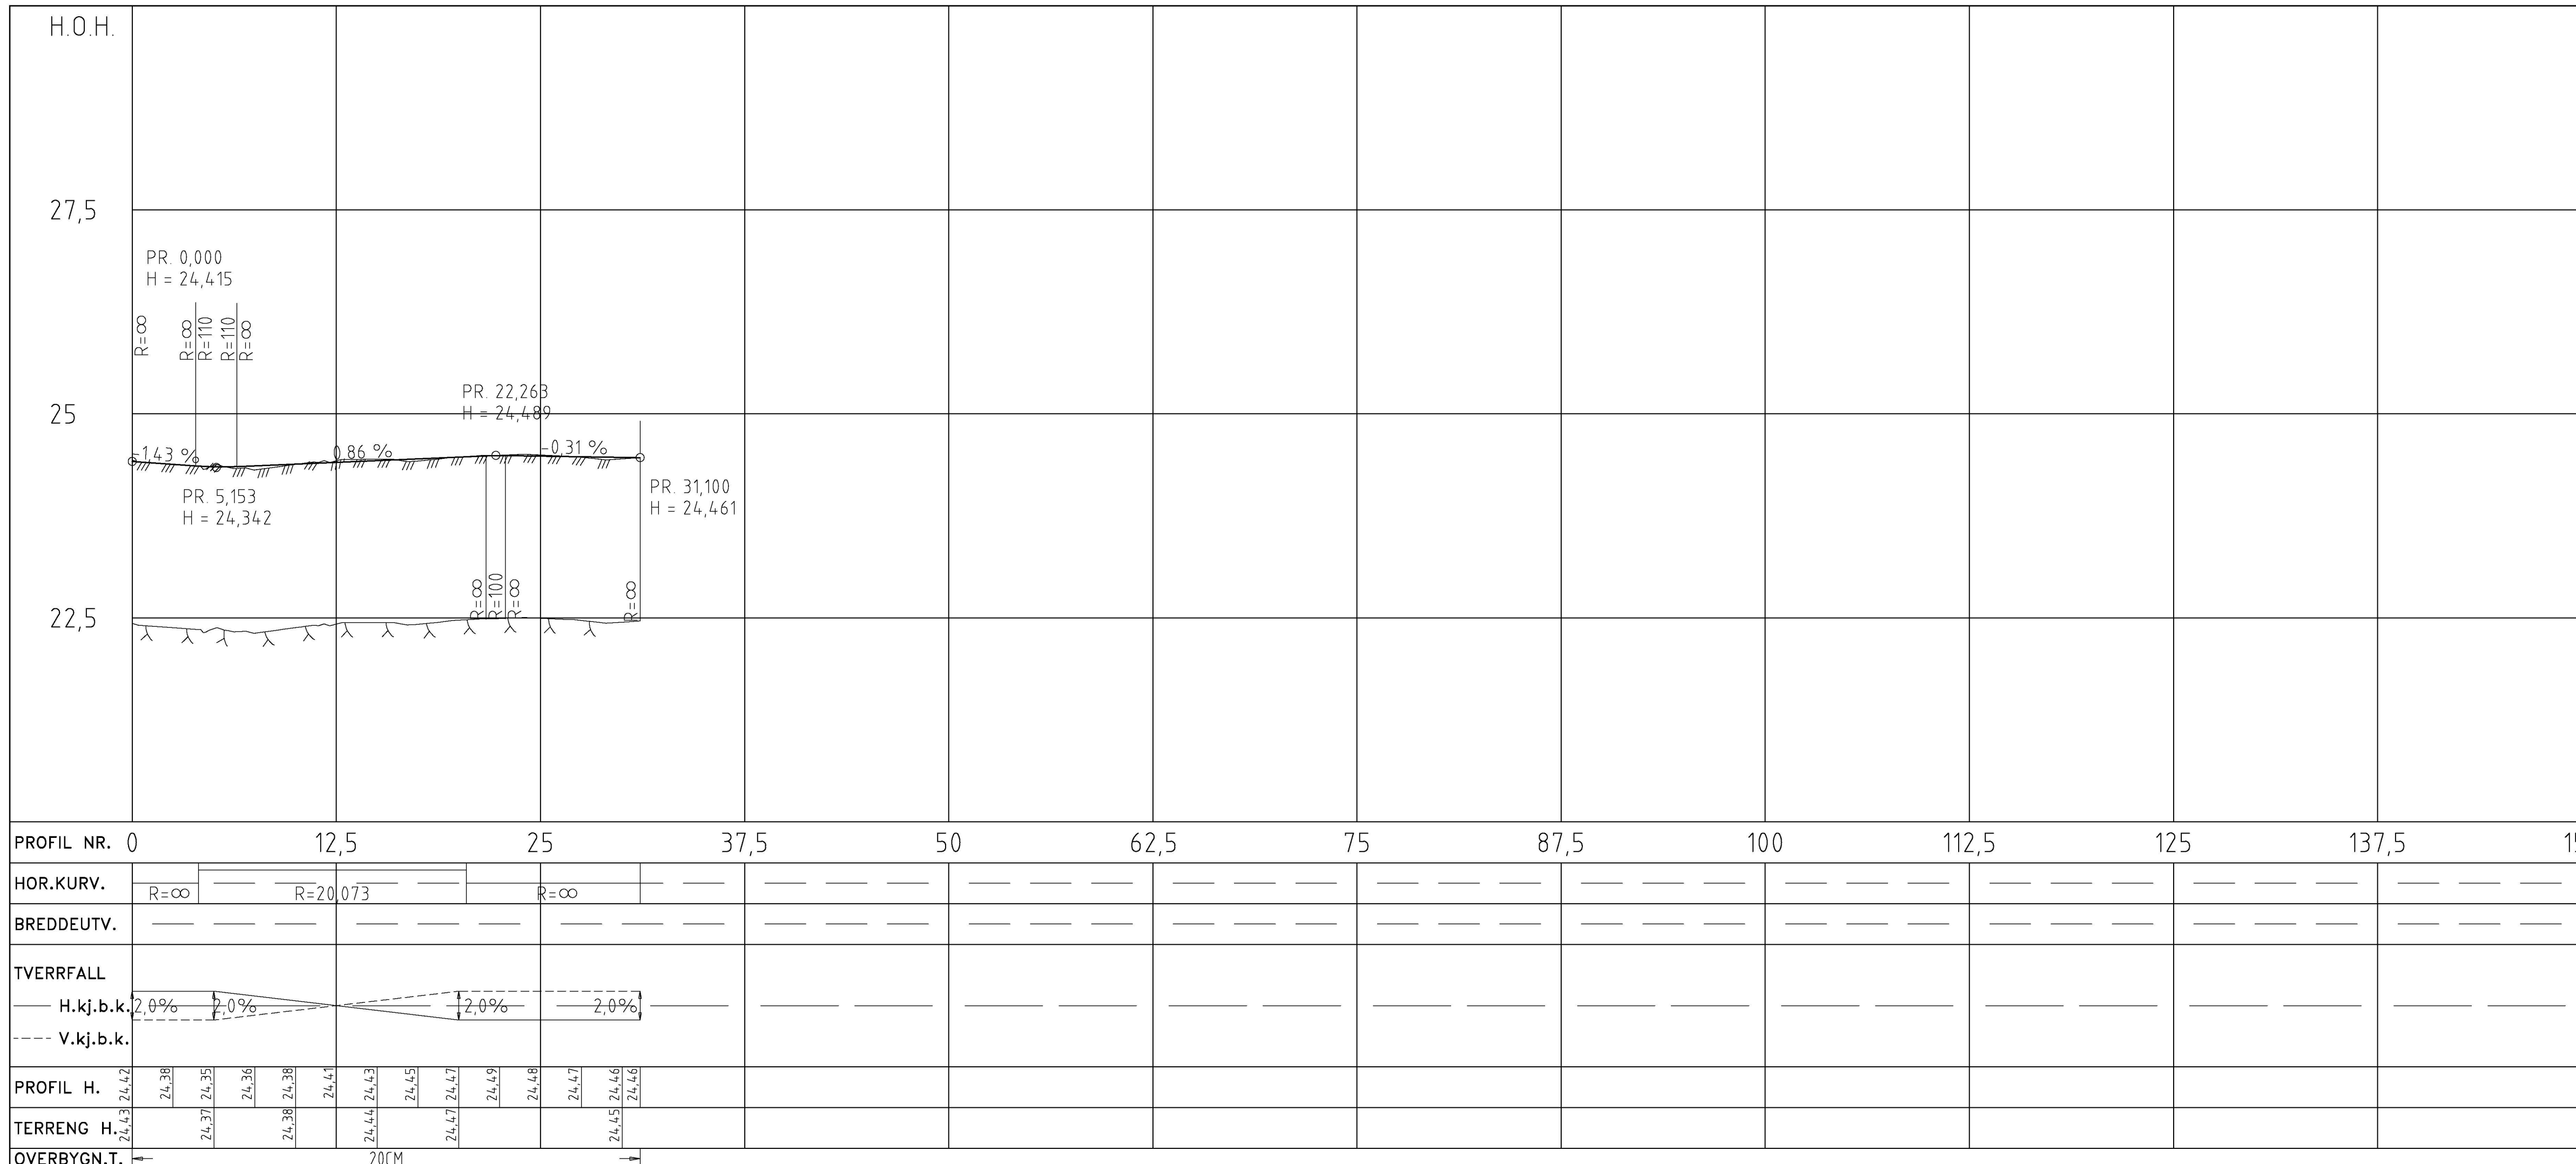 H.O.H.
27,5
PR. 0,000
H = 24,415
R=∞
R=∞
R=110
R=110
R=∞
PR. 22,263
H = 24,489
25
-1,43 %
0,86 %
-0,31 %
PR. 5,153
H = 24,342
PR. 31,100
H = 24,461
R=∞
R=100
R=∞
R=∞
22,5
PROFIL NR. 0 12,5 25 37,5 50 62,5 75 87,5 100 112,5 125 137,5
HOR.KURV. R=∞ R=20,073 R=∞
BREDDEUTV.
TVERRFALL
H.kj.b.k. 2,0% 2,0% 2,0% 2,0%
V.kj.b.k.
PROFIL H. 24,42 24,38 24,35 24,36 24,38 24,41 24,43 24,45 24,47 24,49 24,48 24,47 24,46 24,46
TERRENG H. 24,43 24,37 24,38 24,44 24,47 24,45
OVERBYGN.T. 20CM